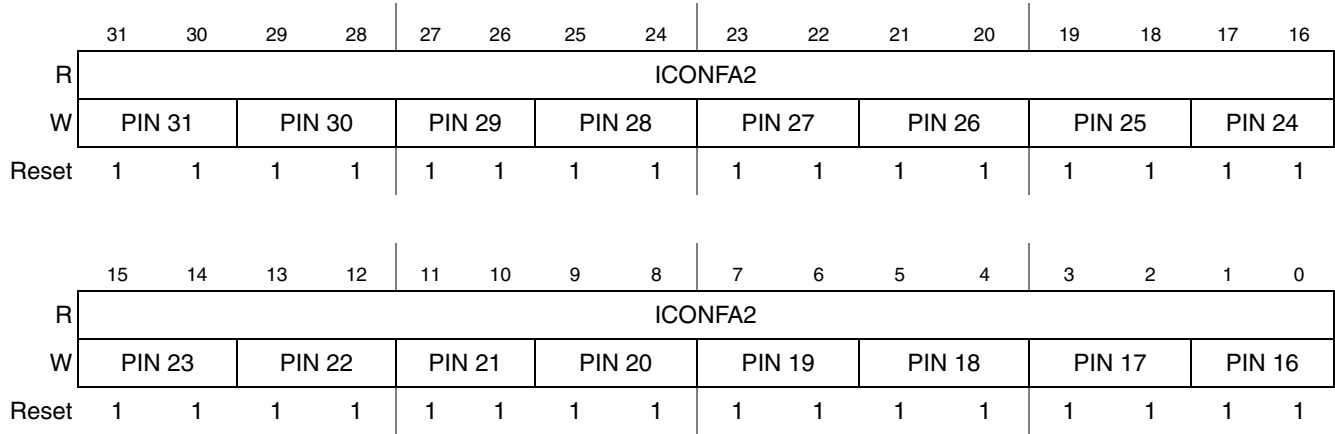 31 30 29 28 27 26 25 24 23 22 21 20 19 18 17 16
R ICONFA2
W PIN 31 PIN 30 PIN 29 PIN 28 PIN 27 PIN 26 PIN 25 PIN 24
Reset 1 1 1 1 1 1 1 1 1 1 1 1 1 1 1 1
15 14 13 12 11 10 9 8 7 6 5 4 3 2 1 0
R ICONFA2
W PIN 23 PIN 22 PIN 21 PIN 20 PIN 19 PIN 18 PIN 17 PIN 16
Reset 1 1 1 1 1 1 1 1 1 1 1 1 1 1 1 1